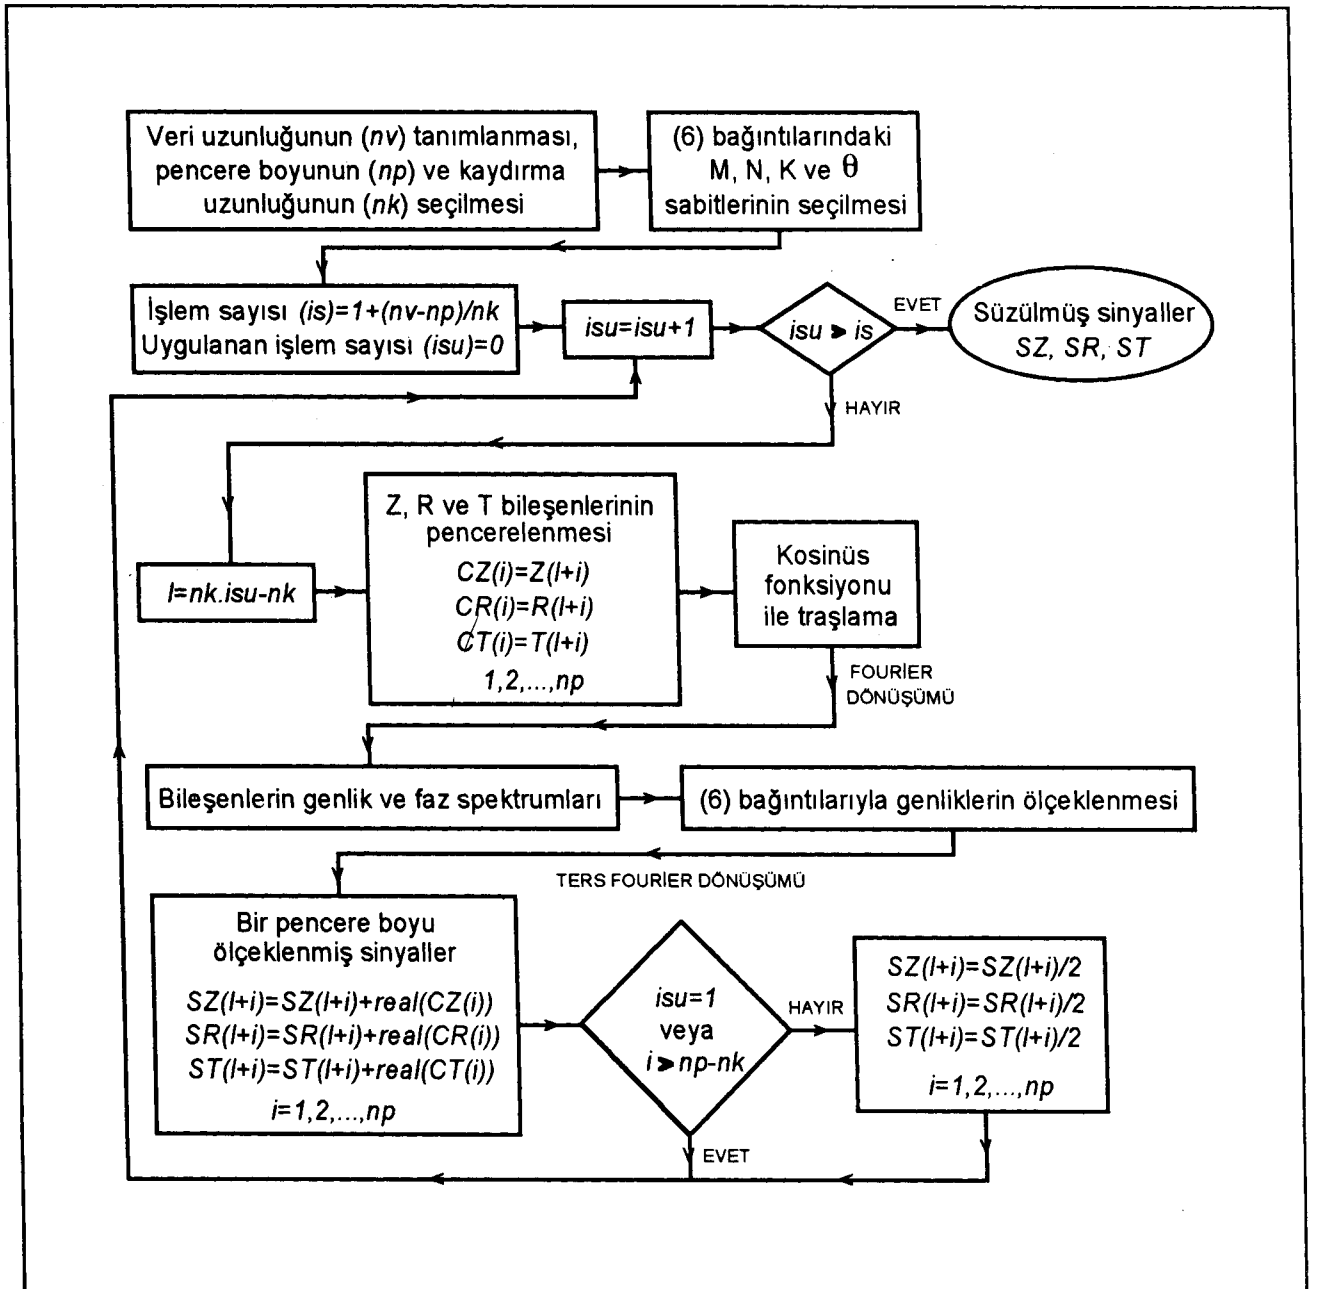 Veri uzunluğunun (nv) tanımlanması,
pencere boyunun (np) ve kaydırma
uzunluğunun (nk) seçilmesi
(6) bağıntılarındaki
M, N, K ve θ
sabitlerinin seçilmesi
İşlem sayısı (is)=1+(nv-np)/nk
Uygulanan işlem sayısı (isu)=0
isu=isu+1
isu ⩾ is
EVET
Süzülmüş sinyaller
SZ, SR, ST
HAYIR
l=nk.isu-nk
Z, R ve T bileşenlerinin
pencerelenmesi
CZ(i)=Z(l+i)
CR(i)=R(l+i)
CT(i)=T(l+i)
1,2,...,np
Kosinüs
fonksiyonu
ile traşlama
FOURİER
DÖNÜŞÜMÜ
Bileşenlerin genlik ve faz spektrumları
(6) bağıntılarıyla genliklerin ölçeklenmesi
TERS FOURİER DÖNÜŞÜMÜ
Bir pencere boyu
ölçeklenmiş sinyaller
SZ(l+i)=SZ(l+i)+real(CZ(i))
SR(l+i)=SR(l+i)+real(CR(i))
ST(l+i)=ST(l+i)+real(CT(i))
i=1,2,...,np
isu=1
veya
i⩾np-nk
HAYIR
SZ(l+i)=SZ(l+i)/2
SR(l+i)=SR(l+i)/2
ST(l+i)=ST(l+i)/2
i=1,2,...,np
EVET